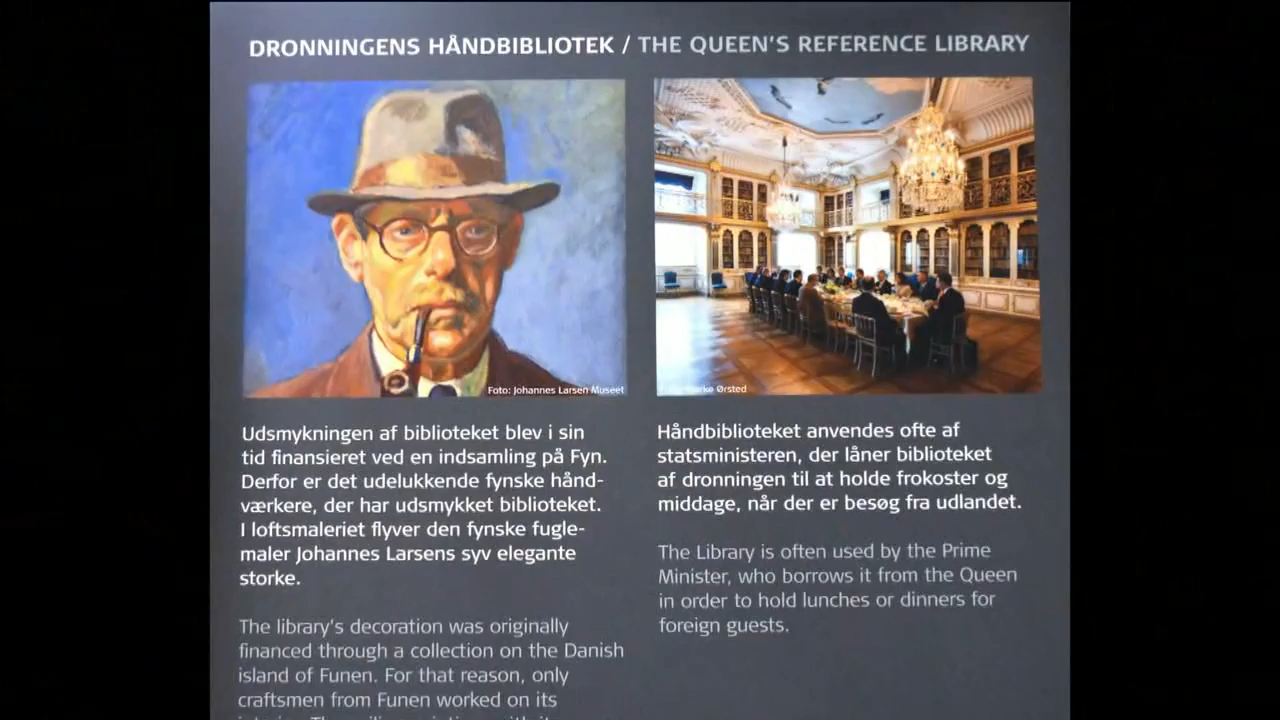 DRONNINGENS HÅNDBIBLIOTEK / THE QUEEN'S REFERENCE LIBRARY
Foto: Johannes Larsen Museet
Ørsted
Udsmykningen af biblioteket blev i sin
tid finansieret ved en indsamling på Fyn.
Derfor er det udelukkende fynske hånd-
værkere, der har udsmykket biblioteket.
I loftsmaleriet flyver den fynske fugle-
maler Johannes Larsens syv elegante
storke.
The library's decoration was originally
financed through a collection on the Danish
island of Funen. For that reason, only
craftsmen from Funen worked on its
Håndbiblioteket anvendes ofte af
statsministeren, der låner biblioteket
af dronningen til at holde frokoster og
middage, når der er besøg fra udlandet.
The Library is often used by the Prime
Minister, who borrows it from the Queen
in order to hold lunches or dinners for
foreign guests.